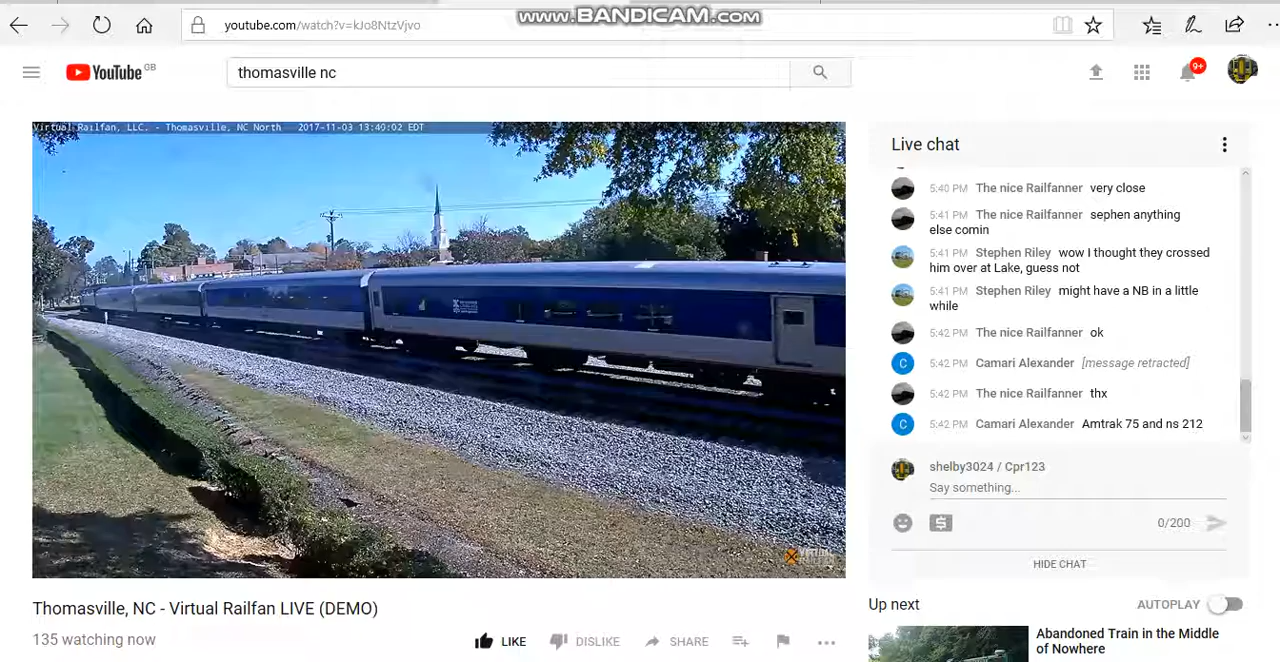 www.BANDICAM.com
youtube.com/watch?v=kJo8NtzVjvo
YouTube GB
thomasville nc
9+
Virtual Railfan, LLC. - Thomasville, NC North 2017-11-03 13:40:02 EDT
Live chat
5:40 PM The nice Railfanner very close
5:41 PM The nice Railfanner sephen anything
else comin
5:41 PM Stephen Riley wow I thought they crossed
him over at Lake, guess not
5:41 PM Stephen Riley might have a NB in a little
while
5:42 PM The nice Railfanner ok
C 5:42 PM Camari Alexander [message retracted]
5:42 PM The nice Railfanner thx
C 5:42 PM Camari Alexander Amtrak 75 and ns 212
shelby3024 / Cpr123
Say something...
0/200
HIDE CHAT
VIRTUAL
Thomasville, NC - Virtual Railfan LIVE (DEMO)
135 watching now
LIKE DISLIKE SHARE
Up next AUTOPLAY
Abandoned Train in the Middle
of Nowhere